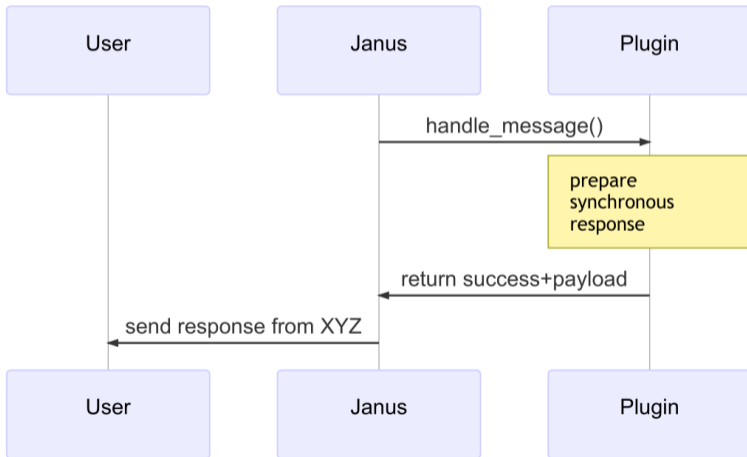 User
Janus
Plugin
handle_message()
prepare
synchronous
response
return success+payload
send response from XYZ
User
Janus
Plugin